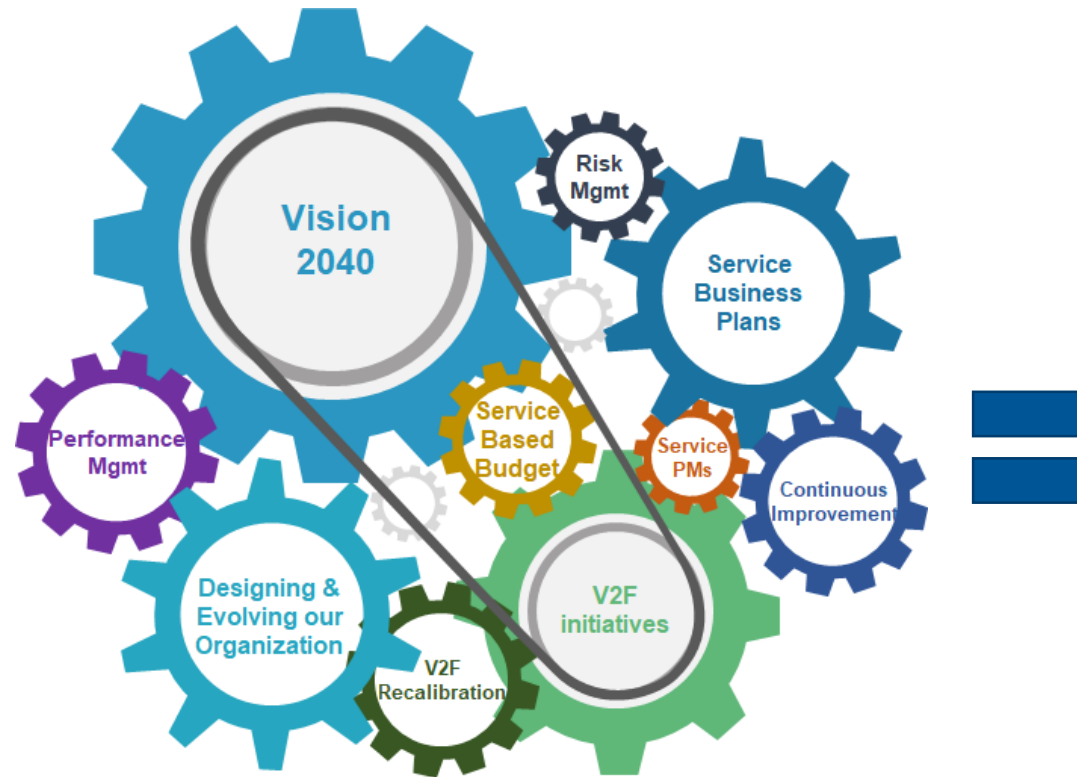 Vision
2040
Risk
Mgmt
Service
Business
Plans
Performance
Mgmt
Service
Based
Budget
Service
PMs
Continuous
Improvement
Designing &
Evolving our
Organization
V2F
Recalibration
V2F
initiatives